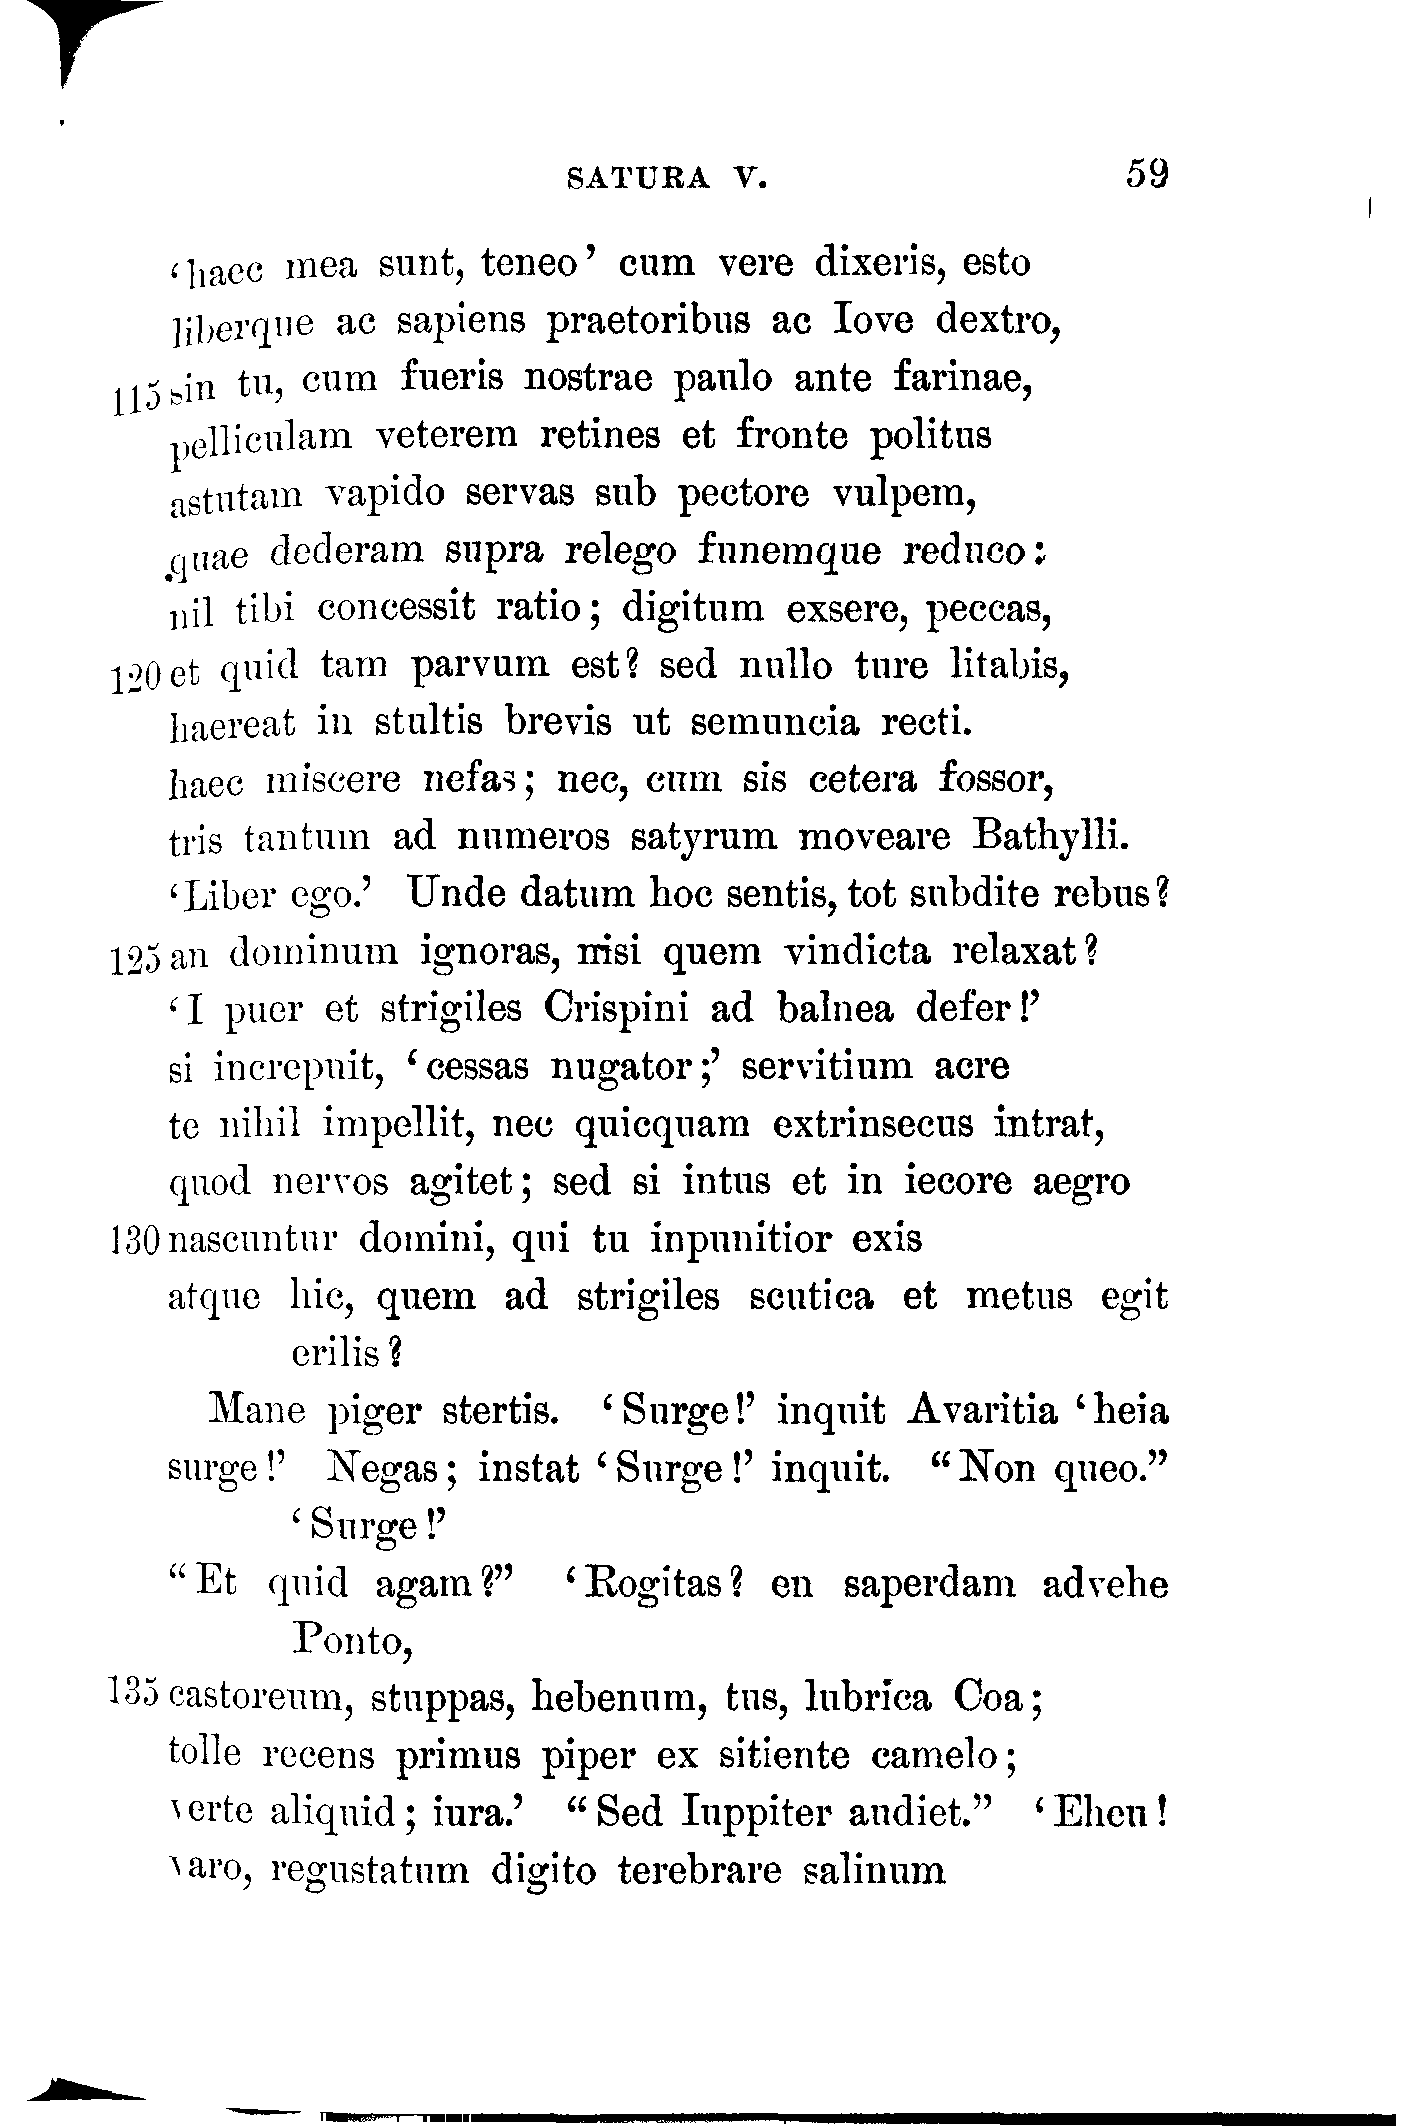 SATURA V. 59
‘haec mea sunt, teneo’ cum vere dixeris, esto
liberque ac sapiens praetoribus ac Iove dextro,
115 sin tu, cum fueris nostrae paulo ante farinae,
pelliculam veterem retines et fronte politus
astutam vapido servas sub pectore vulpem,
quae dederam supra relego funemque reduco:
nil tibi concessit ratio; digitum exsere, peccas,
120 et quid tam parvum est? sed nullo ture litabis,
haereat in stultis brevis ut semuncia recti.
haec miscere nefas; nec, cum sis cetera fossor,
tris tantum ad numeros satyrum moveare Bathylli.
‘Liber ego.’ Unde datum hoc sentis, tot subdite rebus?
125 an dominum ignoras, nisi quem vindicta relaxat?
‘I puer et strigiles Crispini ad balnea defer!’
si increpuit, ‘cessas nugator;’ servitium acre
te nihil impellit, nec quicquam extrinsecus intrat,
quod nervos agitet; sed si intus et in iecore aegro
130 nascuntur domini, qui tu inpunitior exis
atque hic, quem ad strigiles scutica et metus egit
erilis?
Mane piger stertis. ‘Surge!’ inquit Avaritia ‘heia
surge!’ Negas; instat ‘Surge!’ inquit. “Non queo.”
‘Surge!’
“Et quid agam?” ‘Rogitas? en saperdam advehe
Ponto,
135 castoreum, stuppas, hebenum, tus, lubrica Coa;
tolle recens primus piper ex sitiente camelo;
verte aliquid; iura.’ “Sed Iuppiter audiet.” ‘Eheu!
varo, regustatum digito terebrare salinum